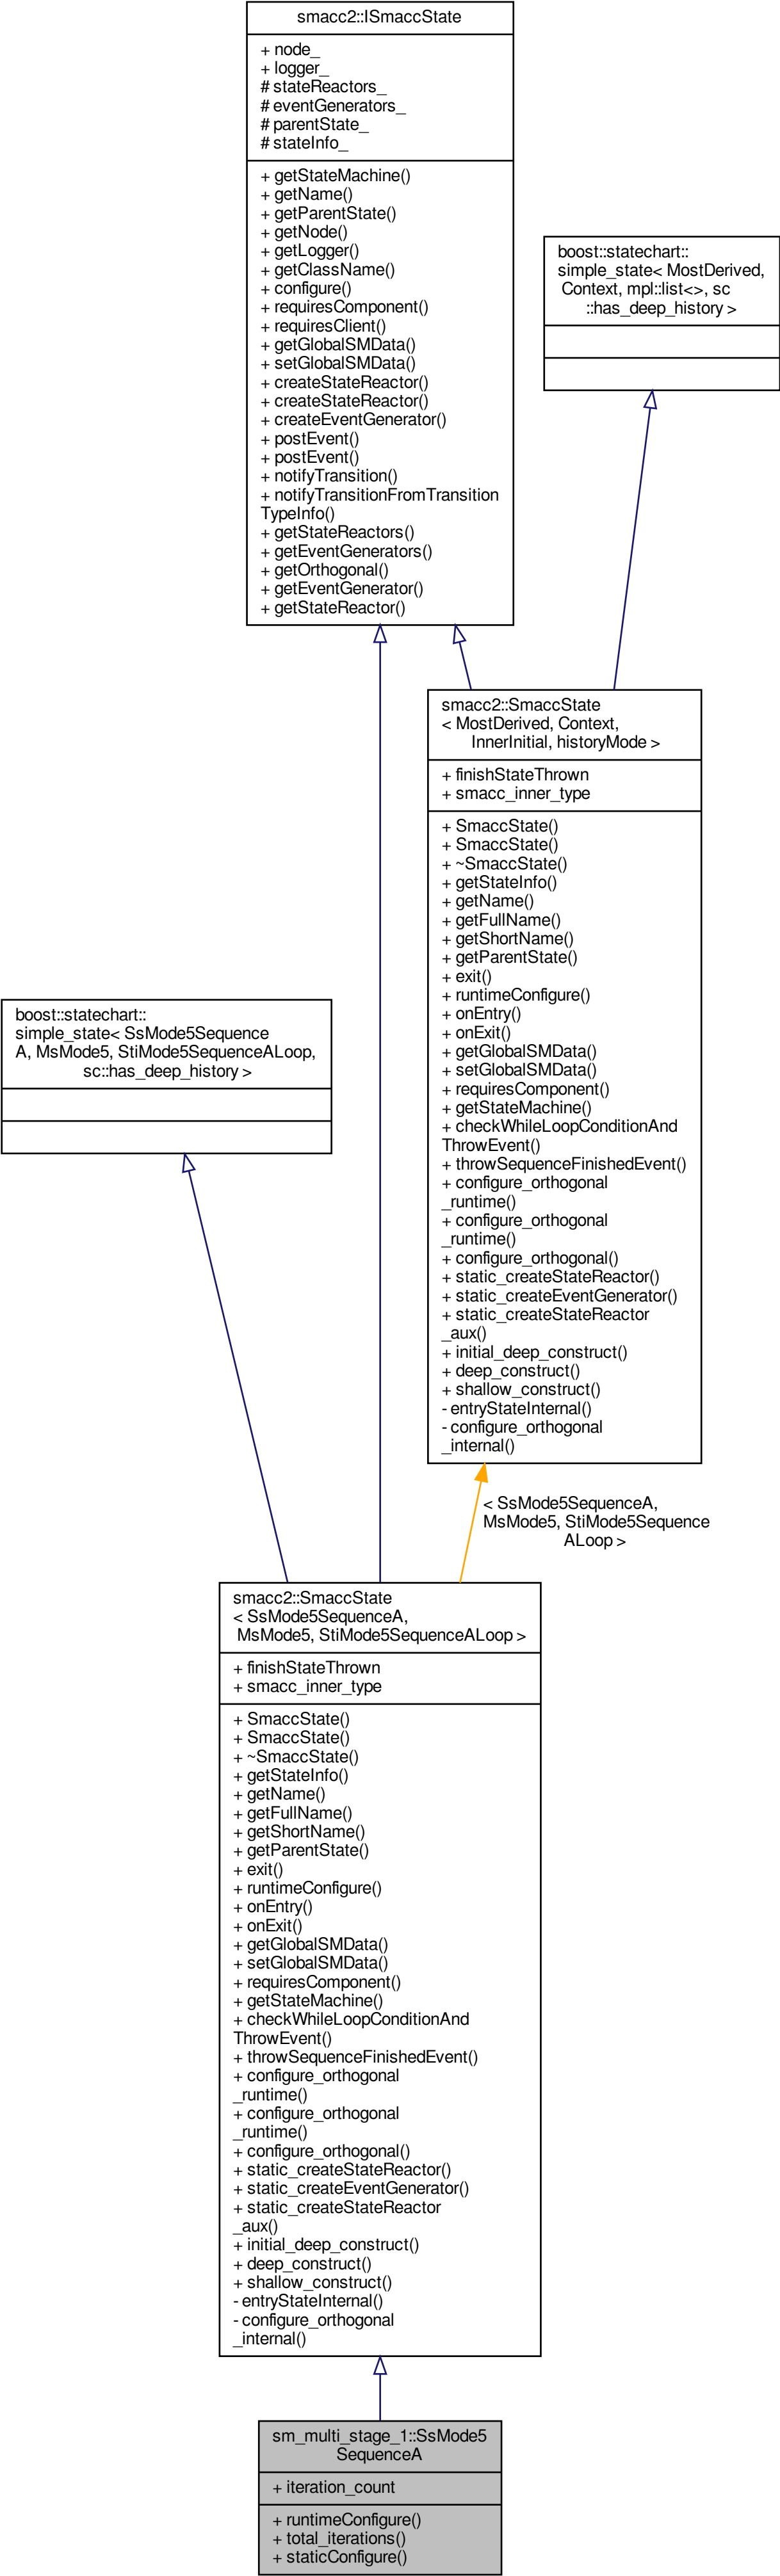 smacc2::ISmaccState
+ node_
+ logger_
# stateReactors_
# eventGenerators_
# parentState_
# stateInfo_
+ getStateMachine()
+ getName()
+ getParentState()
+ getNode()
+ getLogger()
+ getClassName()
+ configure()
+ requiresComponent()
+ requiresClient()
+ getGlobalSMData()
+ setGlobalSMData()
+ createStateReactor()
+ createStateReactor()
+ createEventGenerator()
+ postEvent()
+ postEvent()
+ notifyTransition()
+ notifyTransitionFromTransition
TypeInfo()
+ getStateReactors()
+ getEventGenerators()
+ getOrthogonal()
+ getEventGenerator()
+ getStateReactor()
boost::statechart::
simple_state< MostDerived,
Context, mpl::list<>, sc
::has_deep_history >
smacc2::SmaccState
< MostDerived, Context,
InnerInitial, historyMode >
+ finishStateThrown
+ smacc_inner_type
+ SmaccState()
+ SmaccState()
+ ~SmaccState()
+ getStateInfo()
+ getName()
+ getFullName()
+ getShortName()
+ getParentState()
+ exit()
+ runtimeConfigure()
+ onEntry()
+ onExit()
+ getGlobalSMData()
+ setGlobalSMData()
+ requiresComponent()
+ getStateMachine()
+ checkWhileLoopConditionAnd
ThrowEvent()
+ throwSequenceFinishedEvent()
+ configure_orthogonal
_runtime()
+ configure_orthogonal
_runtime()
+ configure_orthogonal()
+ static_createStateReactor()
+ static_createEventGenerator()
+ static_createStateReactor
_aux()
+ initial_deep_construct()
+ deep_construct()
+ shallow_construct()
- entryStateInternal()
- configure_orthogonal
_internal()
boost::statechart::
simple_state< SsMode5Sequence
A, MsMode5, StiMode5SequenceALoop,
sc::has_deep_history >
< SsMode5SequenceA,
MsMode5, StiMode5Sequence
ALoop >
smacc2::SmaccState
< SsMode5SequenceA,
MsMode5, StiMode5SequenceALoop >
+ finishStateThrown
+ smacc_inner_type
+ SmaccState()
+ SmaccState()
+ ~SmaccState()
+ getStateInfo()
+ getName()
+ getFullName()
+ getShortName()
+ getParentState()
+ exit()
+ runtimeConfigure()
+ onEntry()
+ onExit()
+ getGlobalSMData()
+ setGlobalSMData()
+ requiresComponent()
+ getStateMachine()
+ checkWhileLoopConditionAnd
ThrowEvent()
+ throwSequenceFinishedEvent()
+ configure_orthogonal
_runtime()
+ configure_orthogonal
_runtime()
+ configure_orthogonal()
+ static_createStateReactor()
+ static_createEventGenerator()
+ static_createStateReactor
_aux()
+ initial_deep_construct()
+ deep_construct()
+ shallow_construct()
- entryStateInternal()
- configure_orthogonal
_internal()
sm_multi_stage_1::SsMode5
SequenceA
+ iteration_count
+ runtimeConfigure()
+ total_iterations()
+ staticConfigure()